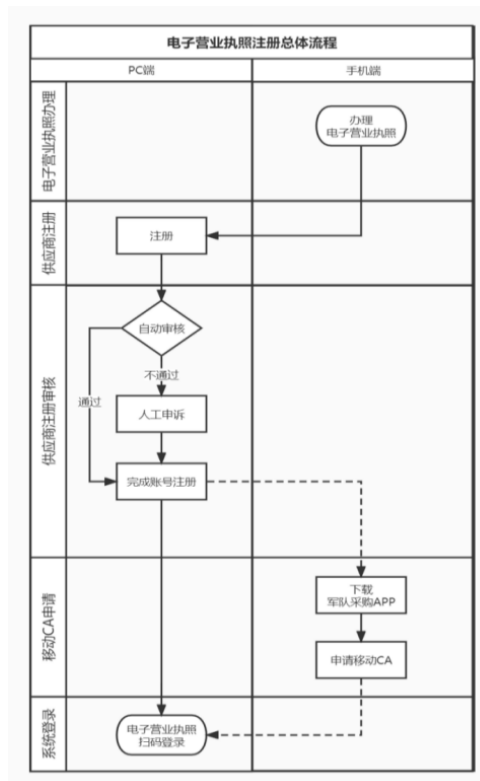 电子营业执照注册总体流程
PC端
手机端
电子营业执照办理
办理
电子营业执照
供应商注册
注册
供应商注册审核
自动审核
不通过
通过
人工申诉
完成账号注册
移动CA申请
下载
军队采购APP
申请移动CA
系统登录
电子营业执照
扫码登录